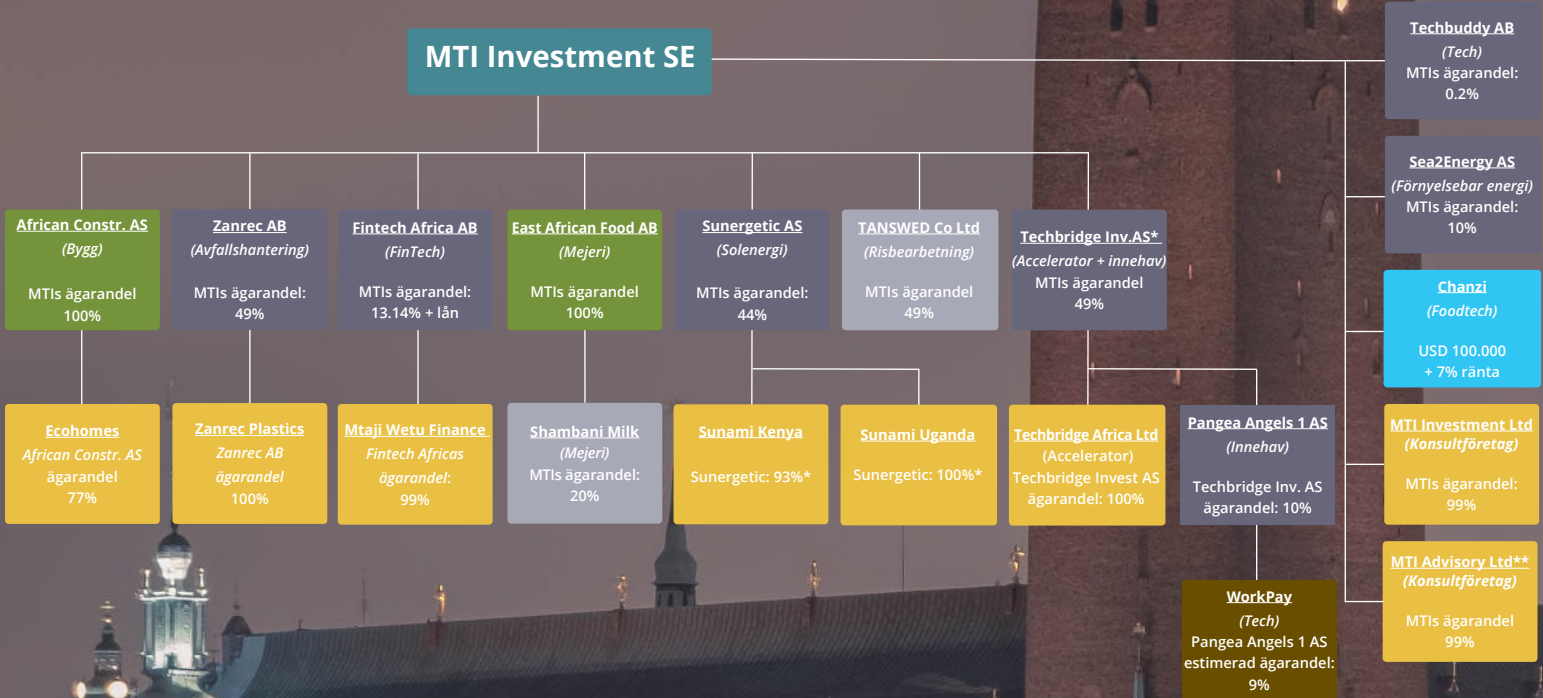 MTI Investment SE
Techbuddy AB
(Tech)
MTIs ägarandel:
0.2%
Sea2Energy AS
(Förnyelsebar energi)
MTIs ägarandel:
10%
African Constr. AS
(Bygg)
MTIs ägarandel
100%
Zanrec AB
(Avfallshantering)
MTIs ägarandel:
49%
Fintech Africa AB
(FinTech)
MTIs ägarandel:
13.14% + lån
East African Food AB
(Mejeri)
MTIs ägarandel
100%
Sunergetic AS
(Solenergi)
MTIs ägarandel:
44%
TANSWED Co Ltd
(Risbearbetning)
MTIs ägarandel
49%
Techbridge Inv.AS*
(Accelerator + innehav)
MTIs ägarandel
49%
Chanzi
(Foodtech)
USD 100.000
+ 7% ränta
Ecohomes
African Constr. AS
ägarandel
77%
Zanrec Plastics
Zanrec AB
ägarandel
100%
Mtaji Wetu Finance
Fintech Africas
ägarandel:
99%
Shambani Milk
(Mejeri)
MTIs ägarandel:
20%
Sunami Kenya
Sunergetic: 93%*
Sunami Uganda
Sunergetic: 100%*
Techbridge Africa Ltd
(Accelerator)
Techbridge Invest AS
ägarandel: 100%
Pangea Angels 1 AS
(Innehav)
Techbridge Inv. AS
ägarandel: 10%
MTI Investment Ltd
(Konsultföretag)
MTIs ägarandel:
99%
MTI Advisory Ltd**
(Konsultföretag)
MTIs ägarandel
99%
WorkPay
(Tech)
Pangea Angels 1 AS
estimerad ägarandel:
9%